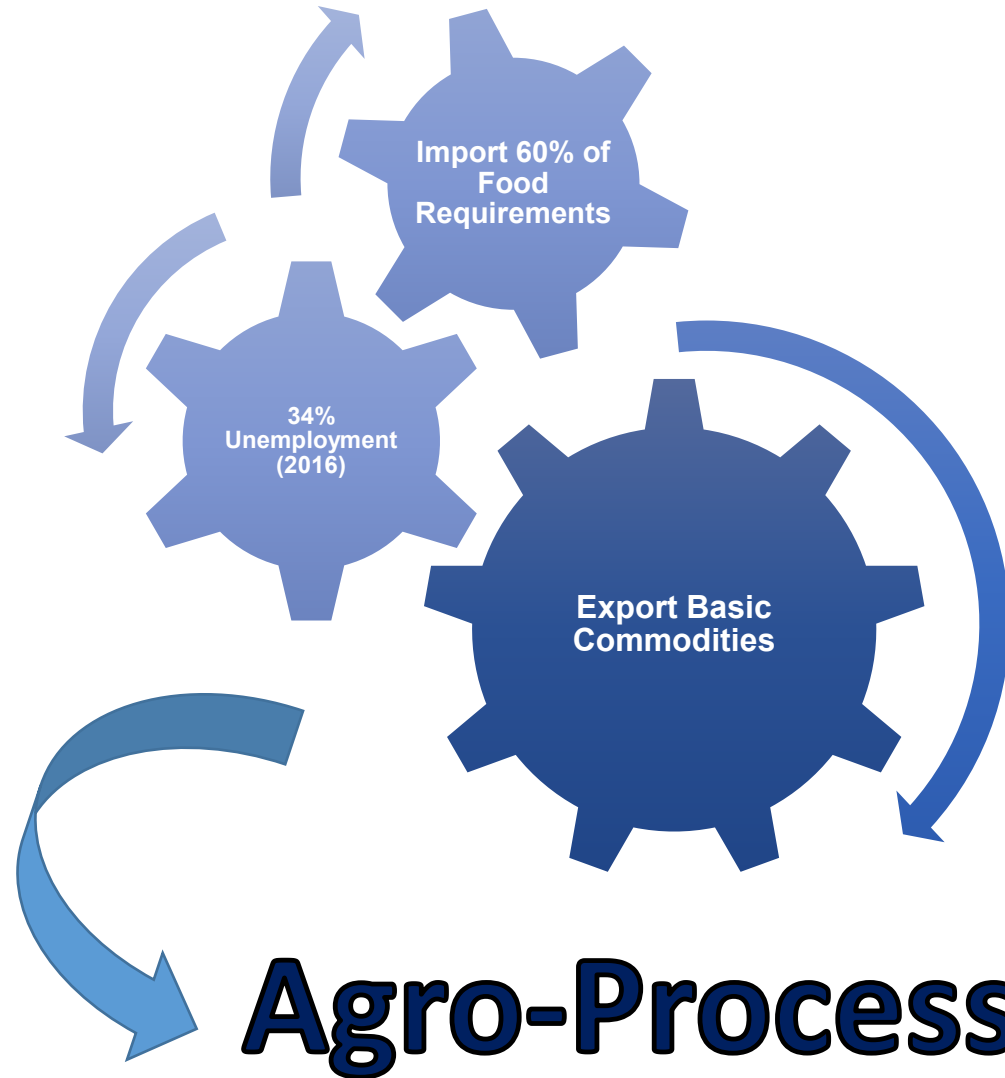 Import 60% of
Food
Requirements
34%
Unemployment
(2016)
Export Basic
Commodities
Agro-Process